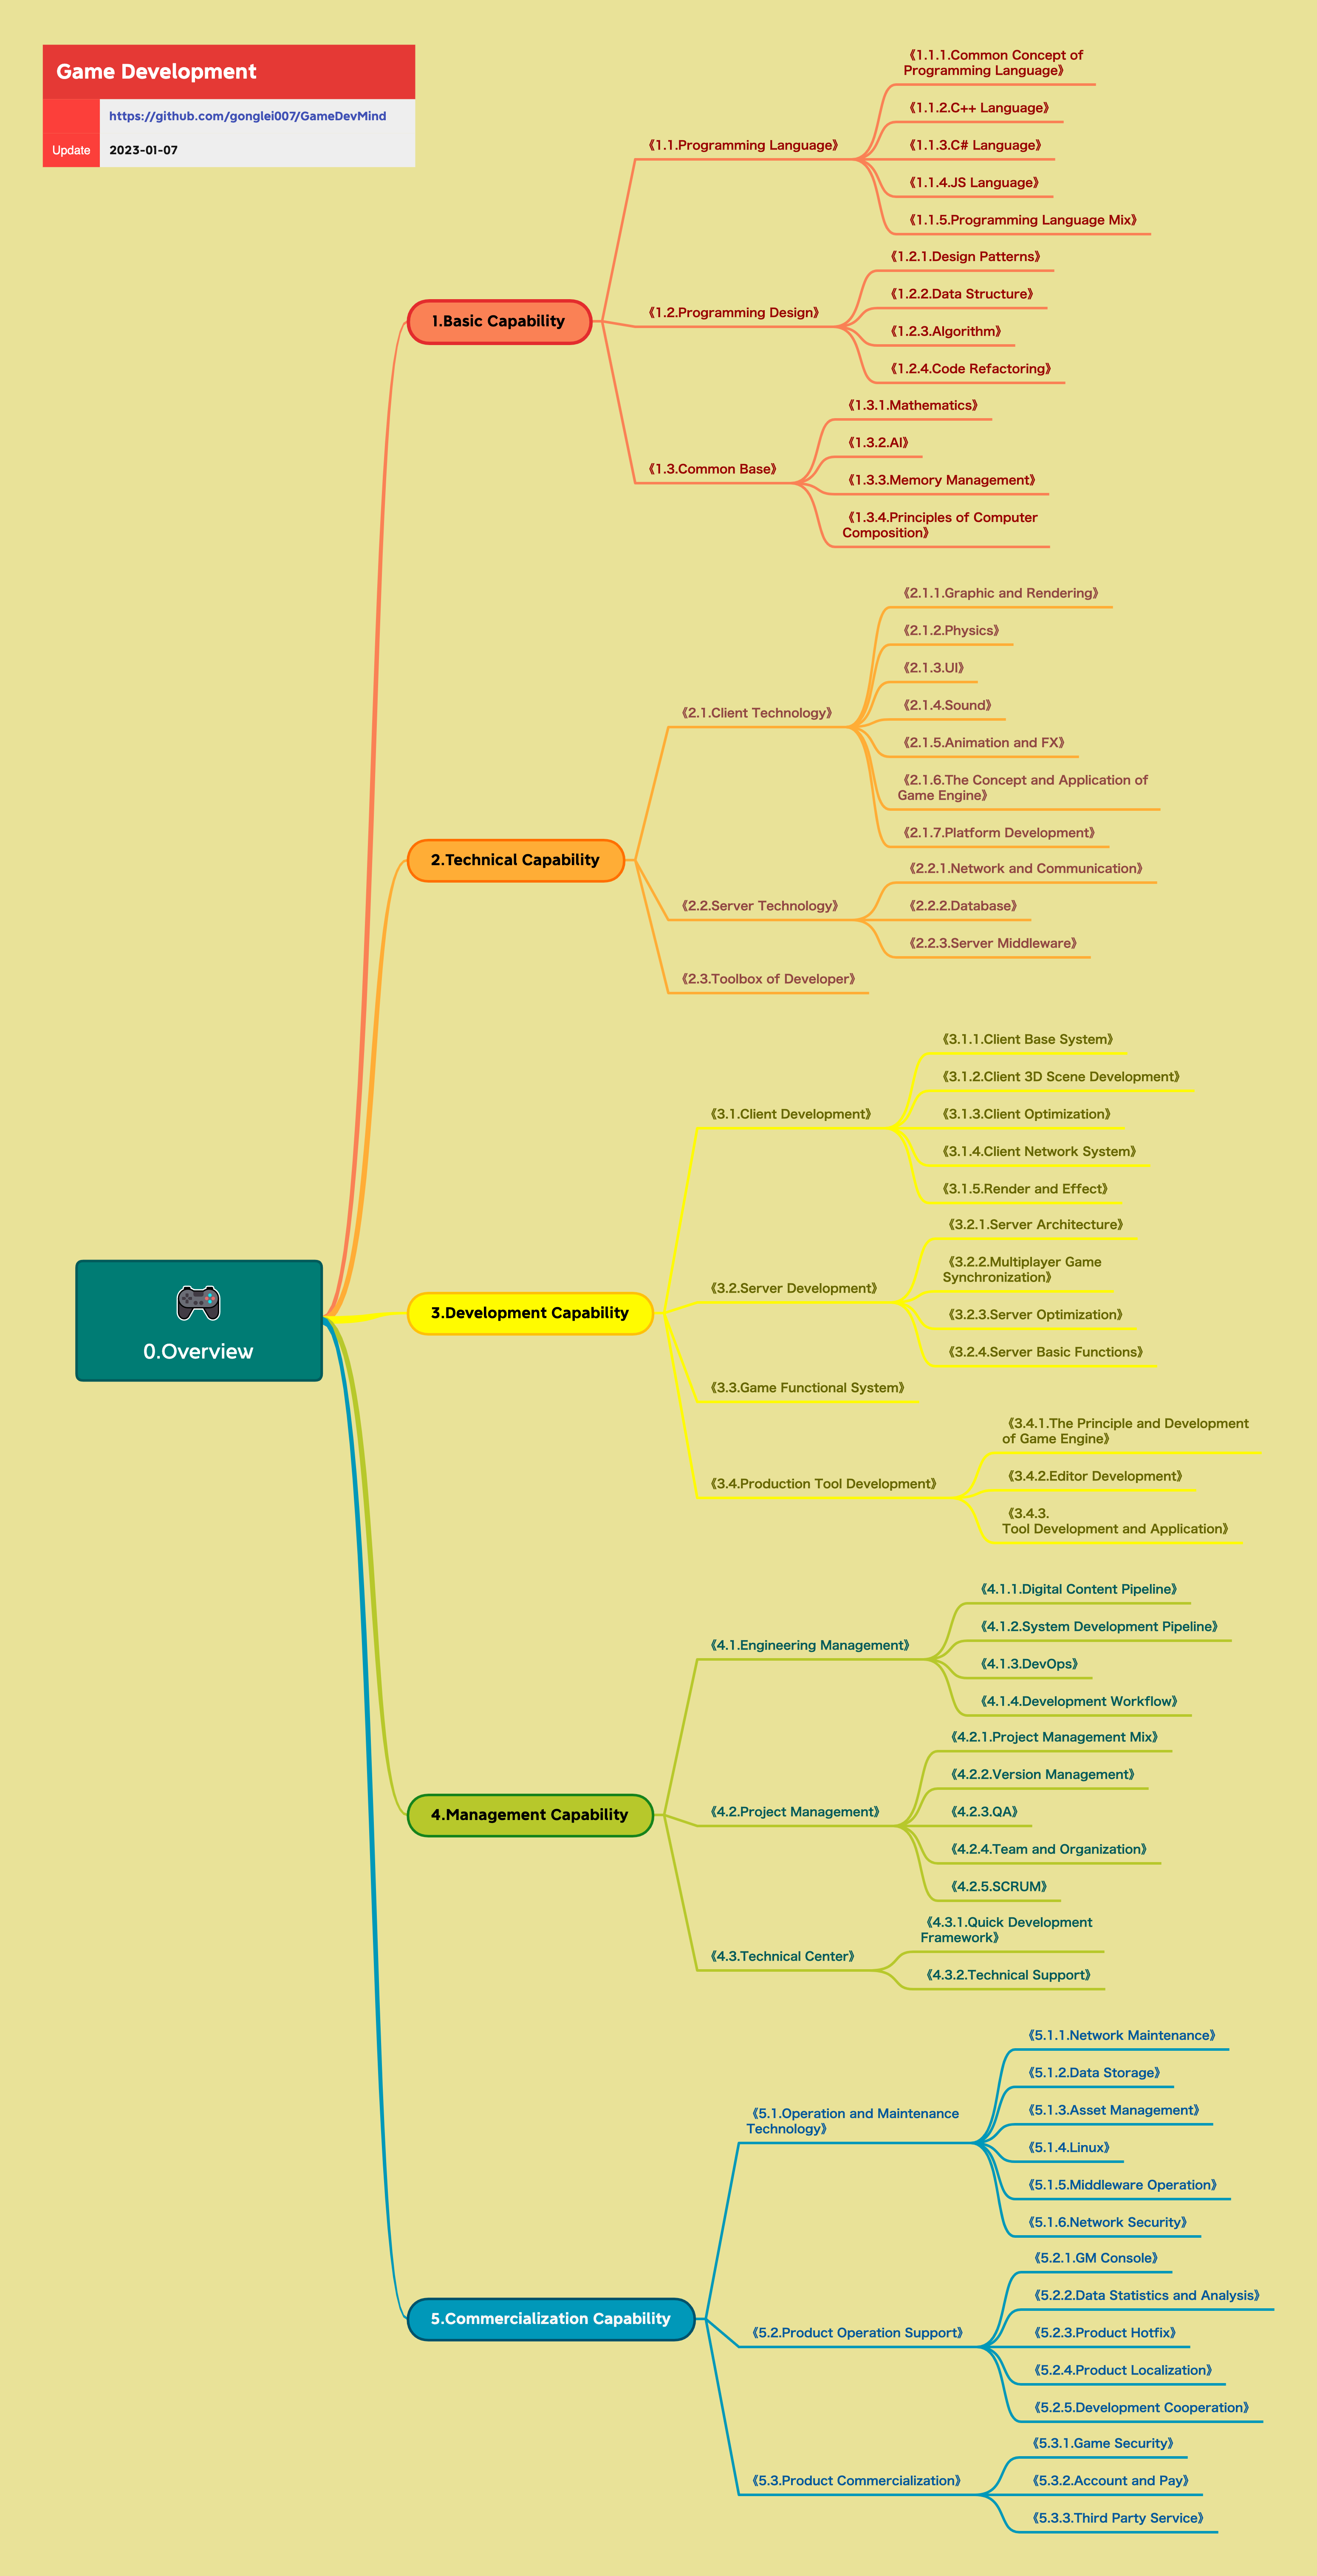 Game Development
https://github.com/gonglei007/GameDevMind
Update 2023-01-07
0.Overview
1.Basic Capability
《1.1.Programming Language》
《1.1.1.Common Concept of
Programming Language》
《1.1.2.C++ Language》
《1.1.3.C# Language》
《1.1.4.JS Language》
《1.1.5.Programming Language Mix》
《1.2.Programming Design》
《1.2.1.Design Patterns》
《1.2.2.Data Structure》
《1.2.3.Algorithm》
《1.2.4.Code Refactoring》
《1.3.Common Base》
《1.3.1.Mathematics》
《1.3.2.AI》
《1.3.3.Memory Management》
《1.3.4.Principles of Computer
Composition》
2.Technical Capability
《2.1.Client Technology》
《2.1.1.Graphic and Rendering》
《2.1.2.Physics》
《2.1.3.UI》
《2.1.4.Sound》
《2.1.5.Animation and FX》
《2.1.6.The Concept and Application of
Game Engine》
《2.1.7.Platform Development》
《2.2.Server Technology》
《2.2.1.Network and Communication》
《2.2.2.Database》
《2.2.3.Server Middleware》
《2.3.Toolbox of Developer》
3.Development Capability
《3.1.Client Development》
《3.1.1.Client Base System》
《3.1.2.Client 3D Scene Development》
《3.1.3.Client Optimization》
《3.1.4.Client Network System》
《3.1.5.Render and Effect》
《3.2.Server Development》
《3.2.1.Server Architecture》
《3.2.2.Multiplayer Game
Synchronization》
《3.2.3.Server Optimization》
《3.2.4.Server Basic Functions》
《3.3.Game Functional System》
《3.4.Production Tool Development》
《3.4.1.The Principle and Development
of Game Engine》
《3.4.2.Editor Development》
《3.4.3.
Tool Development and Application》
4.Management Capability
《4.1.Engineering Management》
《4.1.1.Digital Content Pipeline》
《4.1.2.System Development Pipeline》
《4.1.3.DevOps》
《4.1.4.Development Workflow》
《4.2.Project Management》
《4.2.1.Project Management Mix》
《4.2.2.Version Management》
《4.2.3.QA》
《4.2.4.Team and Organization》
《4.2.5.SCRUM》
《4.3.Technical Center》
《4.3.1.Quick Development
Framework》
《4.3.2.Technical Support》
5.Commercialization Capability
《5.1.Operation and Maintenance
Technology》
《5.1.1.Network Maintenance》
《5.1.2.Data Storage》
《5.1.3.Asset Management》
《5.1.4.Linux》
《5.1.5.Middleware Operation》
《5.1.6.Network Security》
《5.2.Product Operation Support》
《5.2.1.GM Console》
《5.2.2.Data Statistics and Analysis》
《5.2.3.Product Hotfix》
《5.2.4.Product Localization》
《5.2.5.Development Cooperation》
《5.3.Product Commercialization》
《5.3.1.Game Security》
《5.3.2.Account and Pay》
《5.3.3.Third Party Service》